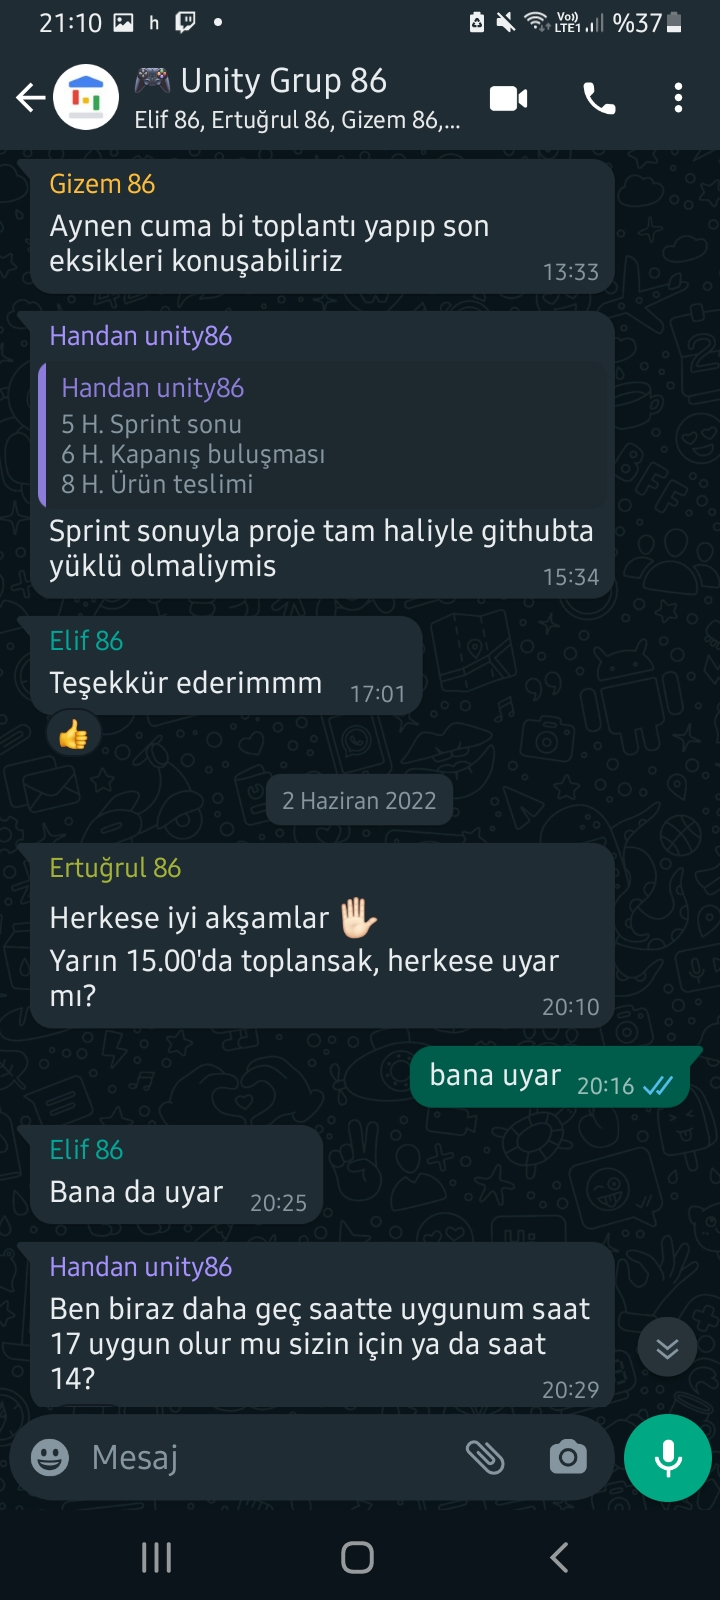 21:10 h %37
Vo)) LTE1
🎮 Unity Grup 86
Elif 86, Ertuğrul 86, Gizem 86,...
Gizem 86
Aynen cuma bi toplantı yapıp son
eksikleri konuşabiliriz
13:33
Handan unity86
Handan unity86
5 H. Sprint sonu
6 H. Kapanış buluşması
8 H. Ürün teslimi
Sprint sonuyla proje tam haliyle githubta
yüklü olmaliymis
15:34
Elif 86
Teşekkür ederimmm 17:01
👍
2 Haziran 2022
Ertuğrul 86
Herkese iyi akşamlar 🖐🏻
Yarın 15.00'da toplansak, herkese uyar
mı?
20:10
bana uyar 20:16
Elif 86
Bana da uyar 20:25
Handan unity86
Ben biraz daha geç saatte uygunum saat
17 uygun olur mu sizin için ya da saat
14?
20:29
Mesaj